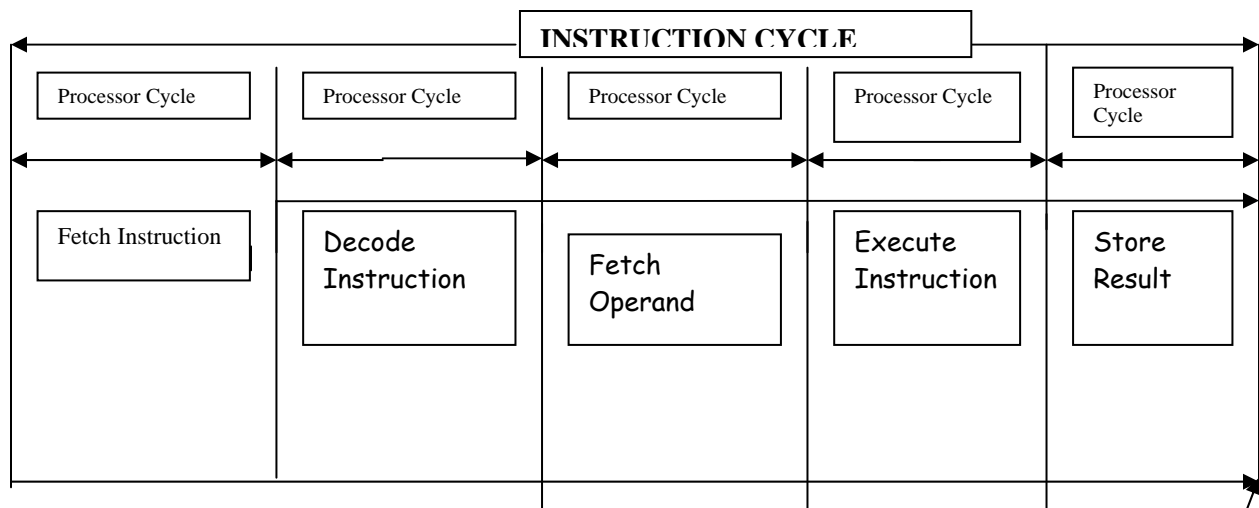 INSTRUCTION CYCLE
Processor Cycle
Processor Cycle
Processor Cycle
Processor Cycle
Processor
Cycle
Fetch Instruction
Decode
Instruction
Fetch
Operand
Execute
Instruction
Store
Result